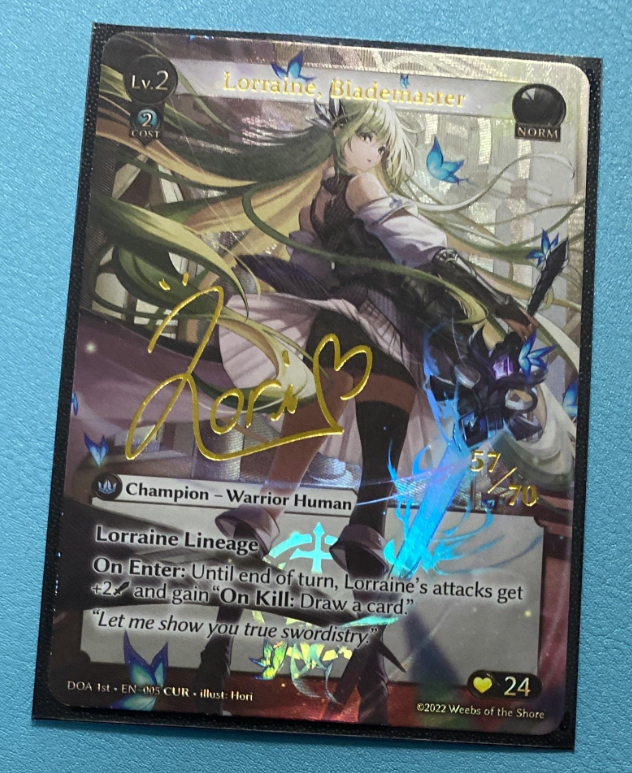 Lv.2
Lorraine, Blademaster
2
COST
NORM
Lori
57/70
Champion – Warrior Human
Lorraine Lineage
On Enter: Until end of turn, Lorraine's attacks get
+2 and gain “On Kill: Draw a card.”
“Let me show you true swordistry.”
DOA 1st • EN-005 CUR • illust: Hori
24
©2022 Weebs of the Shore